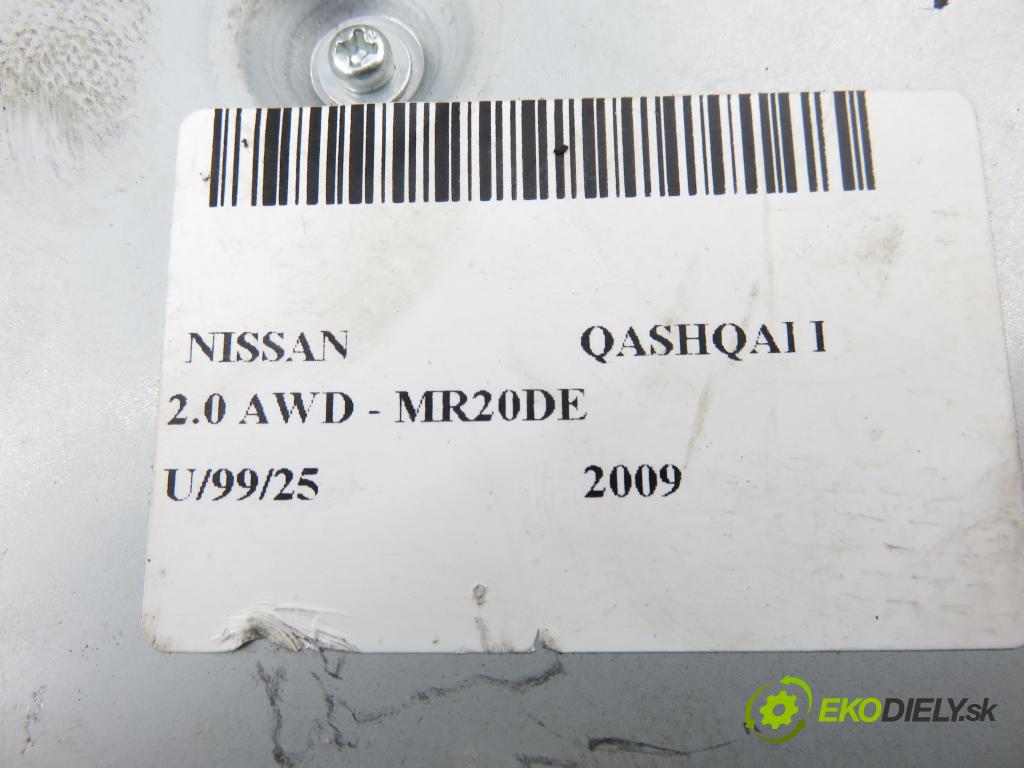 NISSAN QASHQAI I
2.0 AWD - MR20DE
U/99/25 2009
EKODIELY.sk